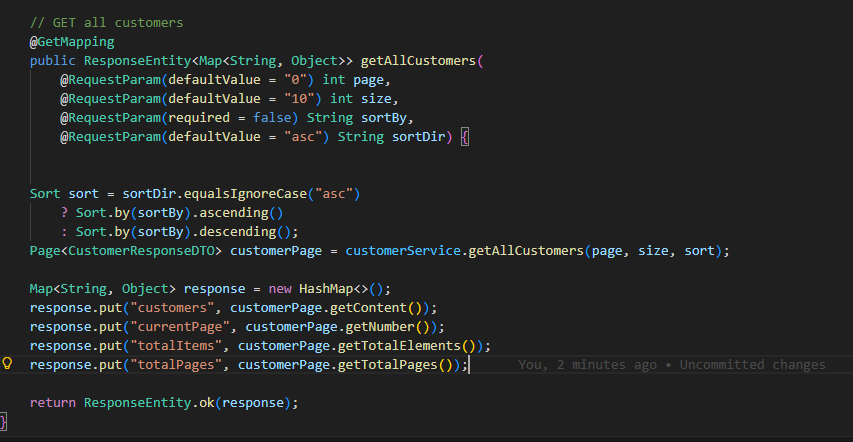 // GET all customers
@GetMapping
public ResponseEntity<Map<String, Object>> getAllCustomers(
    @RequestParam(defaultValue = "0") int page,
    @RequestParam(defaultValue = "10") int size,
    @RequestParam(required = false) String sortBy,
    @RequestParam(defaultValue = "asc") String sortDir) {
Sort sort = sortDir.equalsIgnoreCase("asc")
    ? Sort.by(sortBy).ascending()
    : Sort.by(sortBy).descending();
Page<CustomerResponseDTO> customerPage = customerService.getAllCustomers(page, size, sort);
Map<String, Object> response = new HashMap<>();
response.put("customers", customerPage.getContent());
response.put("currentPage", customerPage.getNumber());
response.put("totalItems", customerPage.getTotalElements());
response.put("totalPages", customerPage.getTotalPages()); You, 2 minutes ago • Uncommitted changes
return ResponseEntity.ok(response);
}